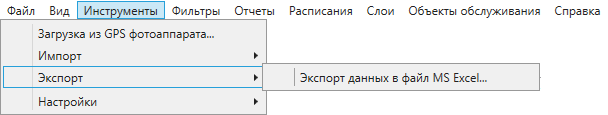 Файл Вид Инструменты Фильтры Отчеты Расписания Слои Объекты обслуживания Справка
Загрузка из GPS фотоаппарата...
Импорт
Экспорт
Экспорт данных в файл MS Excel...
Настройки